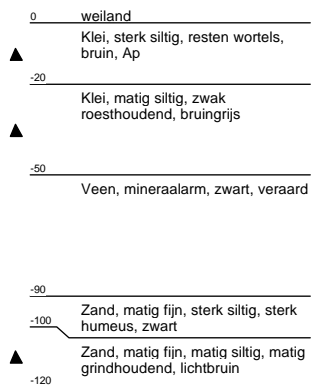 0 weiland
Klei, sterk siltig, resten wortels,
bruin, Ap
-20
Klei, matig siltig, zwak
roesthoudend, bruingrijs
-50
Veen, mineraalarm, zwart, veraard
-90
Zand, matig fijn, sterk siltig, sterk
humeus, zwart
-100
Zand, matig fijn, matig siltig, matig
grindhoudend, lichtbruin
-120